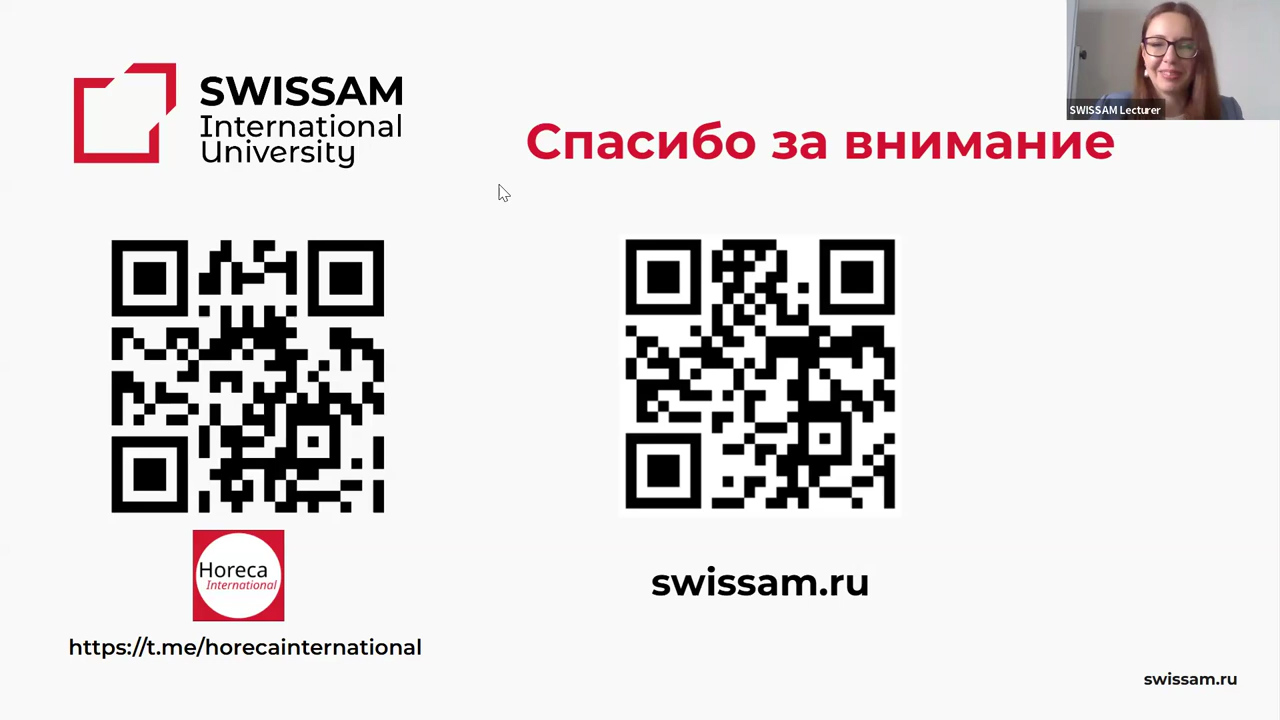 SWISSAM
International
University
SWISSAM Lecturer
Спасибо за внимание
Horeca
International
https://t.me/horecainternational
swissam.ru
swissam.ru